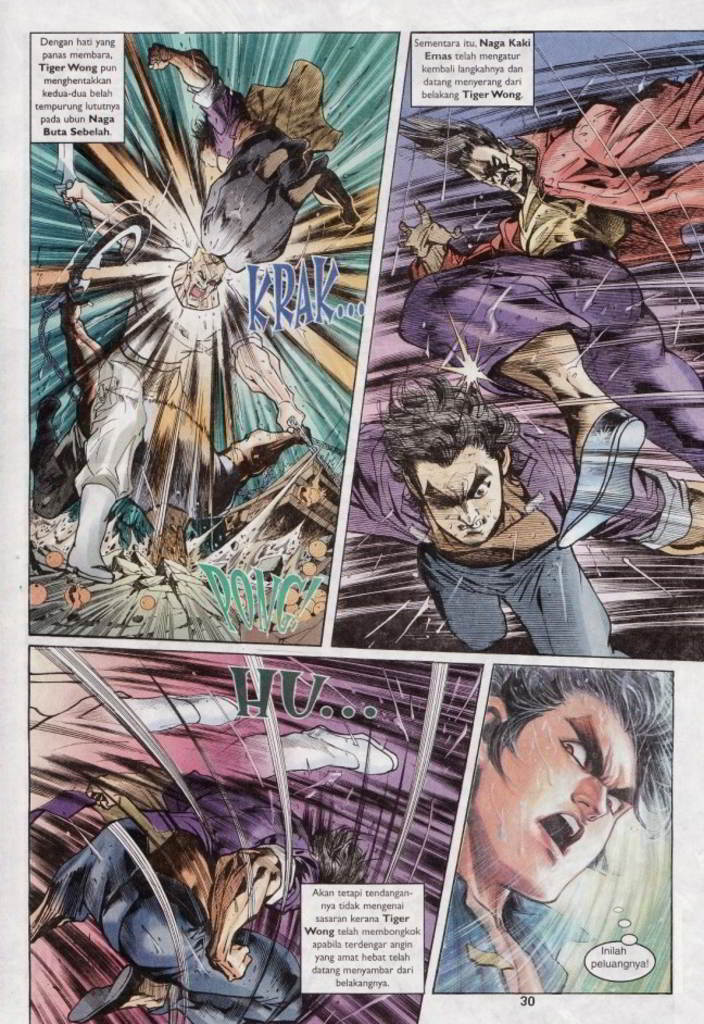 Dengan hati yang
panas membara,
Tiger Wong pun
menghentakkan
kedua-dua belah
tempurung lututnya
pada ubun Naga
Buta Sebelah.
KRAK...
PONG!
Sementara itu, Naga Kaki
Emas telah mengatur
kembali langkahnya dan
datang menyerang dari
belakang Tiger Wong.
HU...
Akan tetapi tendangan-
nya tidak mengenai
sasaran kerana Tiger
Wong telah membongkok
apabila terdengar angin
yang amat hebat telah
datang menyambar dari
belakangnya.
Inilah
peluangnya!
30